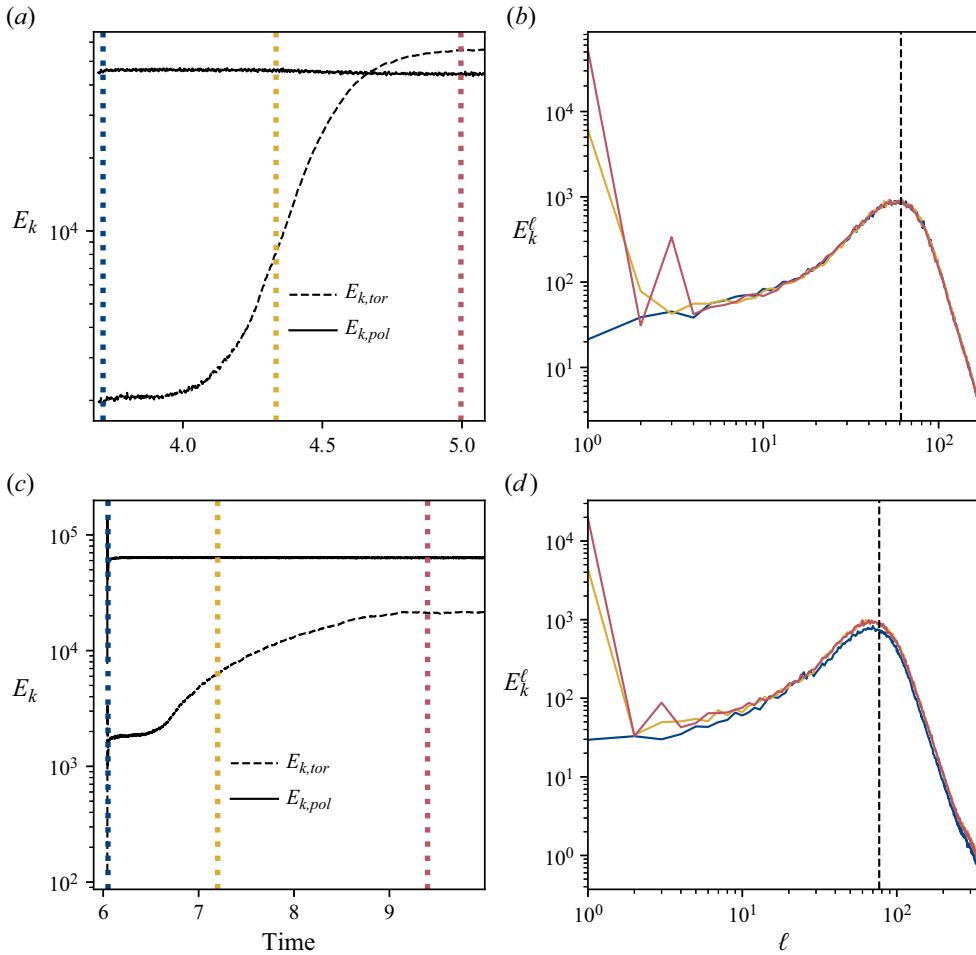 (a)
E_k
10^4
E_{k,tor}
E_{k,pol}
4.0 4.5 5.0
(b)
E_k^ℓ
10^4
10^3
10^2
10^1
10^0 10^1 10^2
(c)
E_k
10^5
10^4
10^3
10^2
E_{k,tor}
E_{k,pol}
6 7 8 9
Time
(d)
E_k^ℓ
10^4
10^3
10^2
10^1
10^0
10^0 10^1 10^2
ℓ